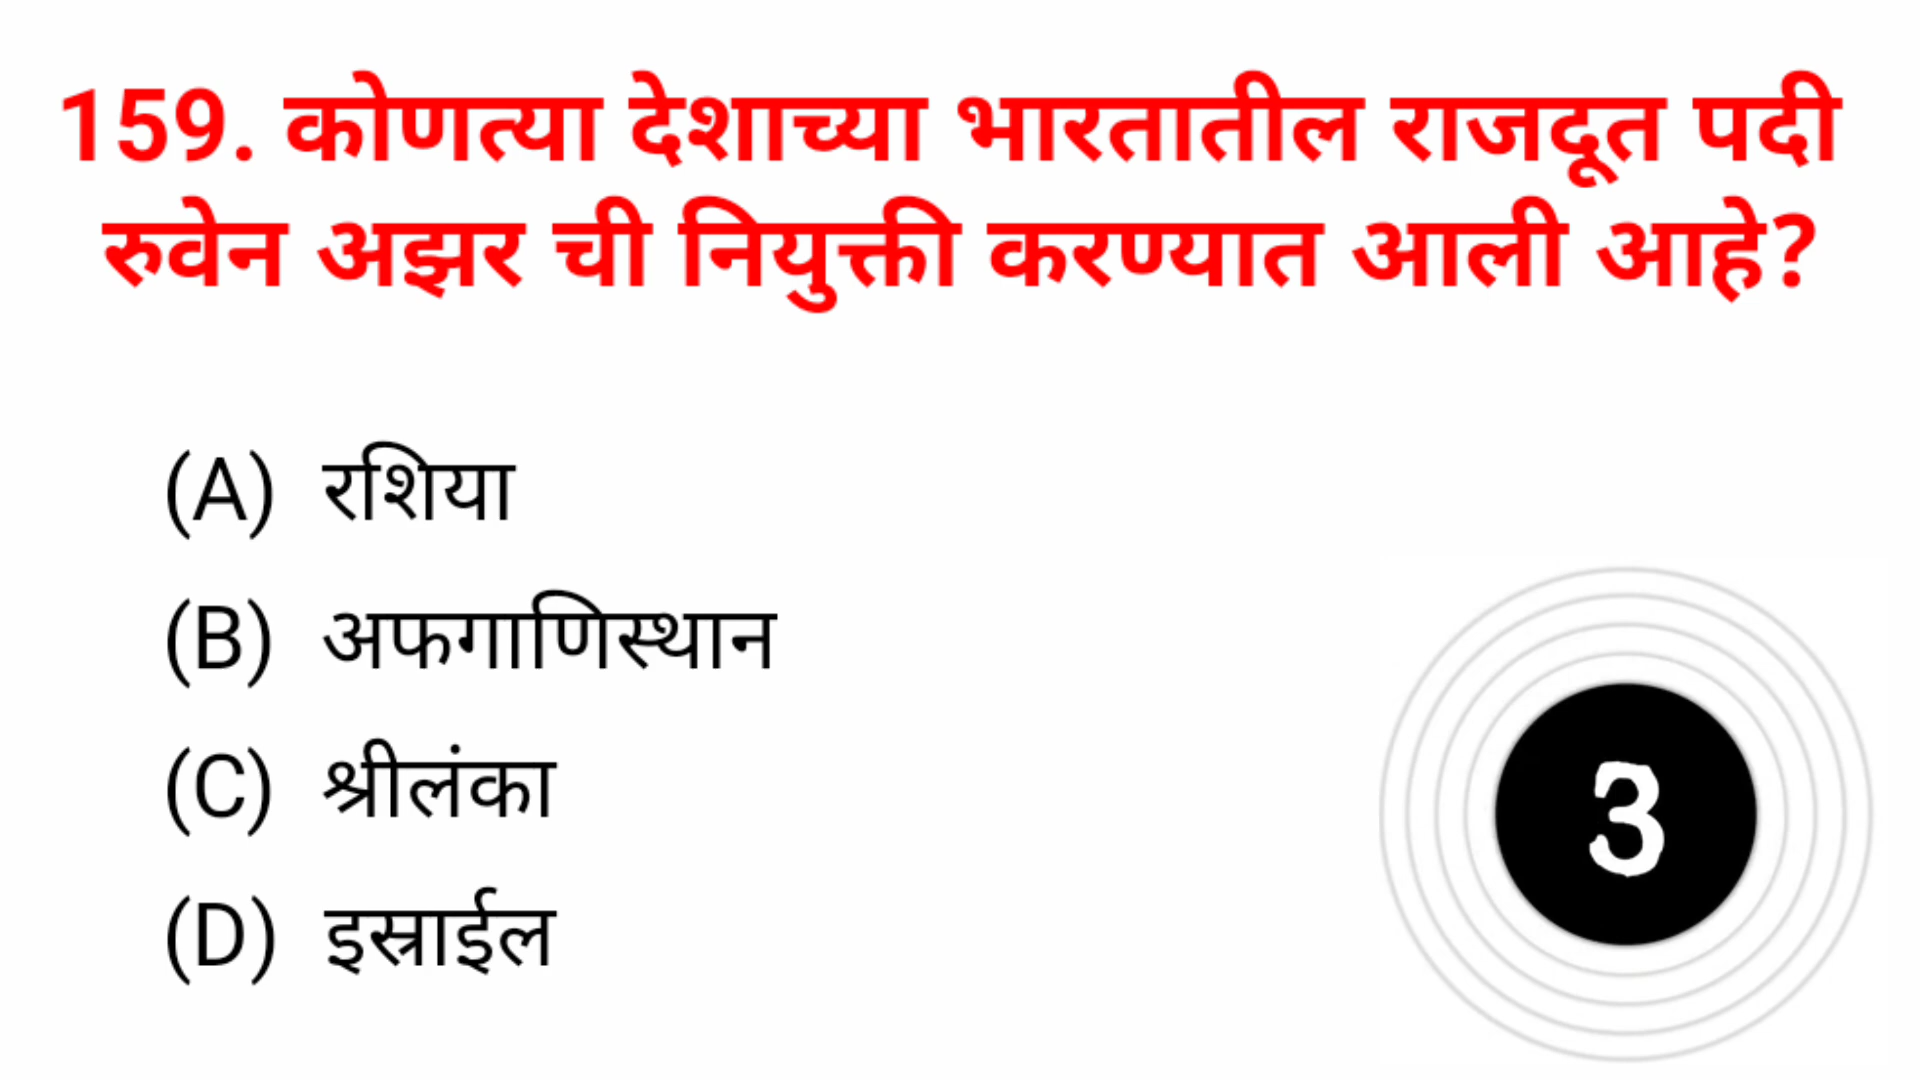 159. कोणत्या देशाच्या भारतातील राजदूत पदी
रुवेन अझर ची नियुक्ती करण्यात आली आहे?
(A) रशिया
(B) अफगाणिस्थान
(C) श्रीलंका
(D) इस्राईल
3